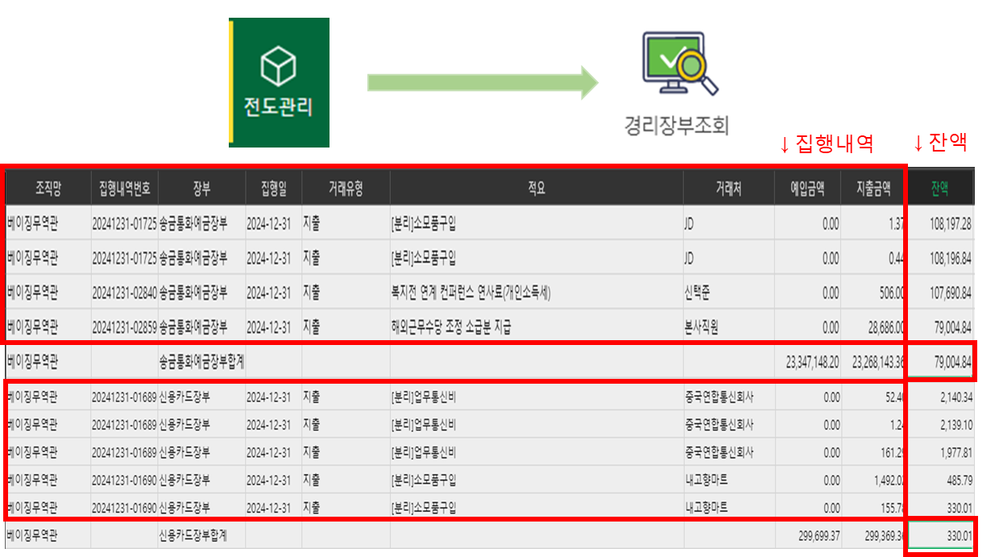 전도관리
경리장부조회
↓집행내역 ↓잔액
조직망 집행내역번호 장부 집행일 거래유형 적요 거래처 예입금액 지출금액 잔액
베이징무역관 20241231-01725 송금통화예금장부 2024-12-31 지출 [분리]소모품구입 JD 0.00 1.37 108,197.28
베이징무역관 20241231-01725 송금통화예금장부 2024-12-31 지출 [분리]소모품구입 JD 0.00 0.44 108,196.84
베이징무역관 20241231-02840 송금통화예금장부 2024-12-31 지출 복지전 연계 컨퍼런스 연사료(개인소득세) 신택준 0.00 506.00 107,690.84
베이징무역관 20241231-02859 송금통화예금장부 2024-12-31 지출 해외근무수당 조정 소급분 지급 본사직원 0.00 28,686.00 79,004.84
베이징무역관 송금통화예금장부합계 23,347,148.20 23,268,143.36 79,004.84
베이징무역관 20241231-01689 신용카드장부 2024-12-31 지출 [분리]업무통신비 중국연합통신회사 0.00 52.46 2,140.34
베이징무역관 20241231-01689 신용카드장부 2024-12-31 지출 [분리]업무통신비 중국연합통신회사 0.00 1.24 2,139.10
베이징무역관 20241231-01689 신용카드장부 2024-12-31 지출 [분리]업무통신비 중국연합통신회사 0.00 161.29 1,977.81
베이징무역관 20241231-01690 신용카드장부 2024-12-31 지출 [분리]소모품구입 내고향마트 0.00 1,492.02 485.79
베이징무역관 20241231-01690 신용카드장부 2024-12-31 지출 [분리]소모품구입 내고향마트 0.00 155.78 330.01
베이징무역관 신용카드장부합계 299,699.37 299,369.36 330.01